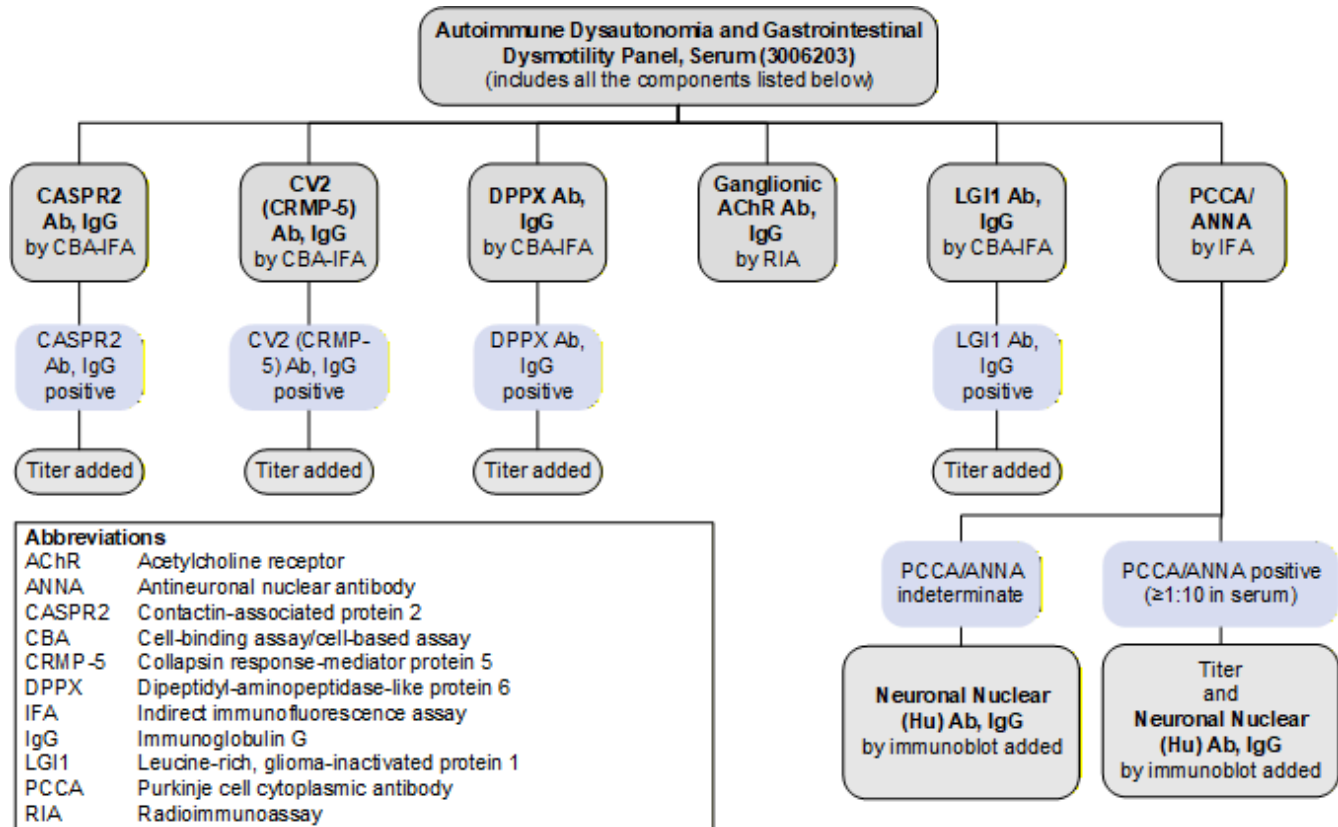 Autoimmune Dysautonomia and Gastrointestinal
Dysmotility Panel, Serum (3006203)
(includes all the components listed below)
CASPR2
Ab, IgG
by CBA-IFA
CV2
(CRMP-5)
Ab, IgG
by CBA-IFA
DPPX Ab,
IgG
by CBA-IFA
Ganglionic
AChR Ab,
IgG
by RIA
LGI1 Ab,
IgG
by CBA-IFA
PCCA/
ANNA
by IFA
CASPR2
Ab, IgG
positive
CV2 (CRMP-
5) Ab, IgG
positive
DPPX Ab,
IgG
positive
LGI1 Ab,
IgG
positive
Titer added
Titer added
Titer added
Titer added
PCCA/ANNA
indeterminate
PCCA/ANNA positive
(≥1:10 in serum)
Neuronal Nuclear
(Hu) Ab, IgG
by immunoblot added
Titer
and
Neuronal Nuclear
(Hu) Ab, IgG
by immunoblot added
Abbreviations
AChR Acetylcholine receptor
ANNA Antineuronal nuclear antibody
CASPR2 Contactin-associated protein 2
CBA Cell-binding assay/cell-based assay
CRMP-5 Collapsin response-mediator protein 5
DPPX Dipeptidyl-aminopeptidase-like protein 6
IFA Indirect immunofluorescence assay
IgG Immunoglobulin G
LGI1 Leucine-rich, glioma-inactivated protein 1
PCCA Purkinje cell cytoplasmic antibody
RIA Radioimmunoassay